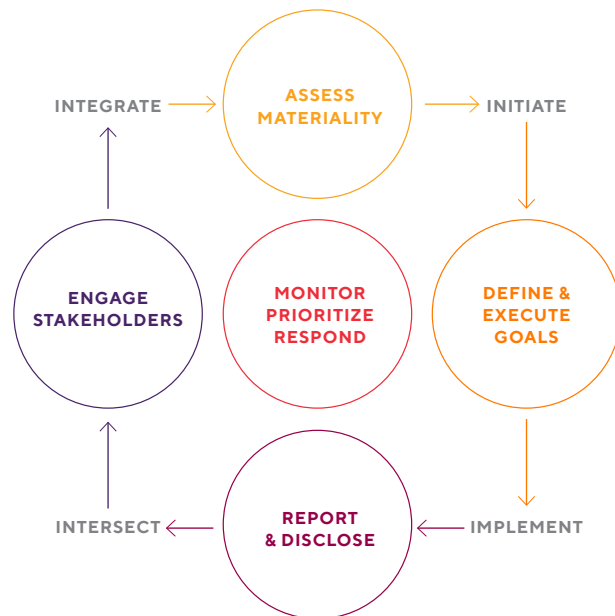 ASSESS
MATERIALITY
INTEGRATE
INITIATE
ENGAGE
STAKEHOLDERS
MONITOR
PRIORITIZE
RESPOND
DEFINE &
EXECUTE
GOALS
REPORT
& DISCLOSE
INTERSECT
IMPLEMENT